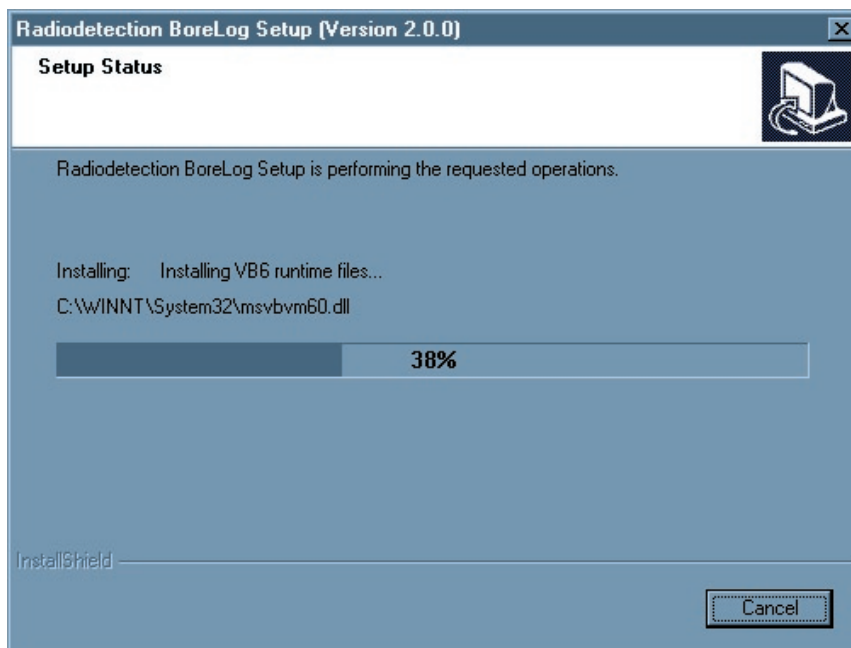 Radiodetection BoreLog Setup (Version 2.0.0)
Setup Status
Radiodetection BoreLog Setup is performing the requested operations.
Installing: Installing VB6 runtime files...
C:\WINNT\System32\msvbvm60.dll
38%
InstallShield
Cancel